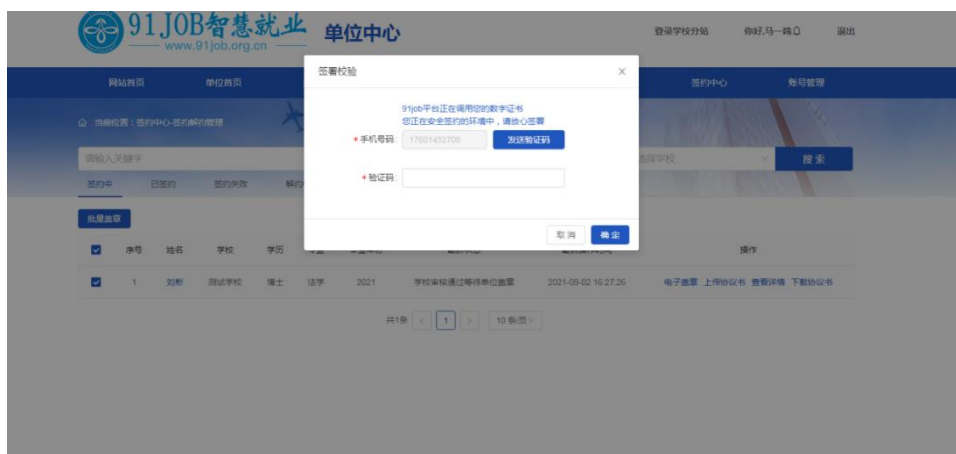 91JOB智慧就业
www.91job.org.cn
单位中心
登录学校分站 你好,马一鸣 退出
网站首页 单位首页 签约中心 账号管理
当前位置：签约中心-签约解约管理
请输入关键字 选择学校 搜索
签约中 已签约 签约失败 解约
批量盖章
签署校验
91job平台正在调用您的数字证书
您正在安全签约的环境中，请放心签署
*手机号码: 17601452709 发送验证码
*验证码:
取消 确定
序号 姓名 学校 学历 操作
1 刘彬 测试学校 博士 法学 2021 学校审核通过等待单位盖章 2021-09-02 16:27:26 电子盖章 上传协议书 查看详情 下载协议书
共1条 < 1 > 10条/页